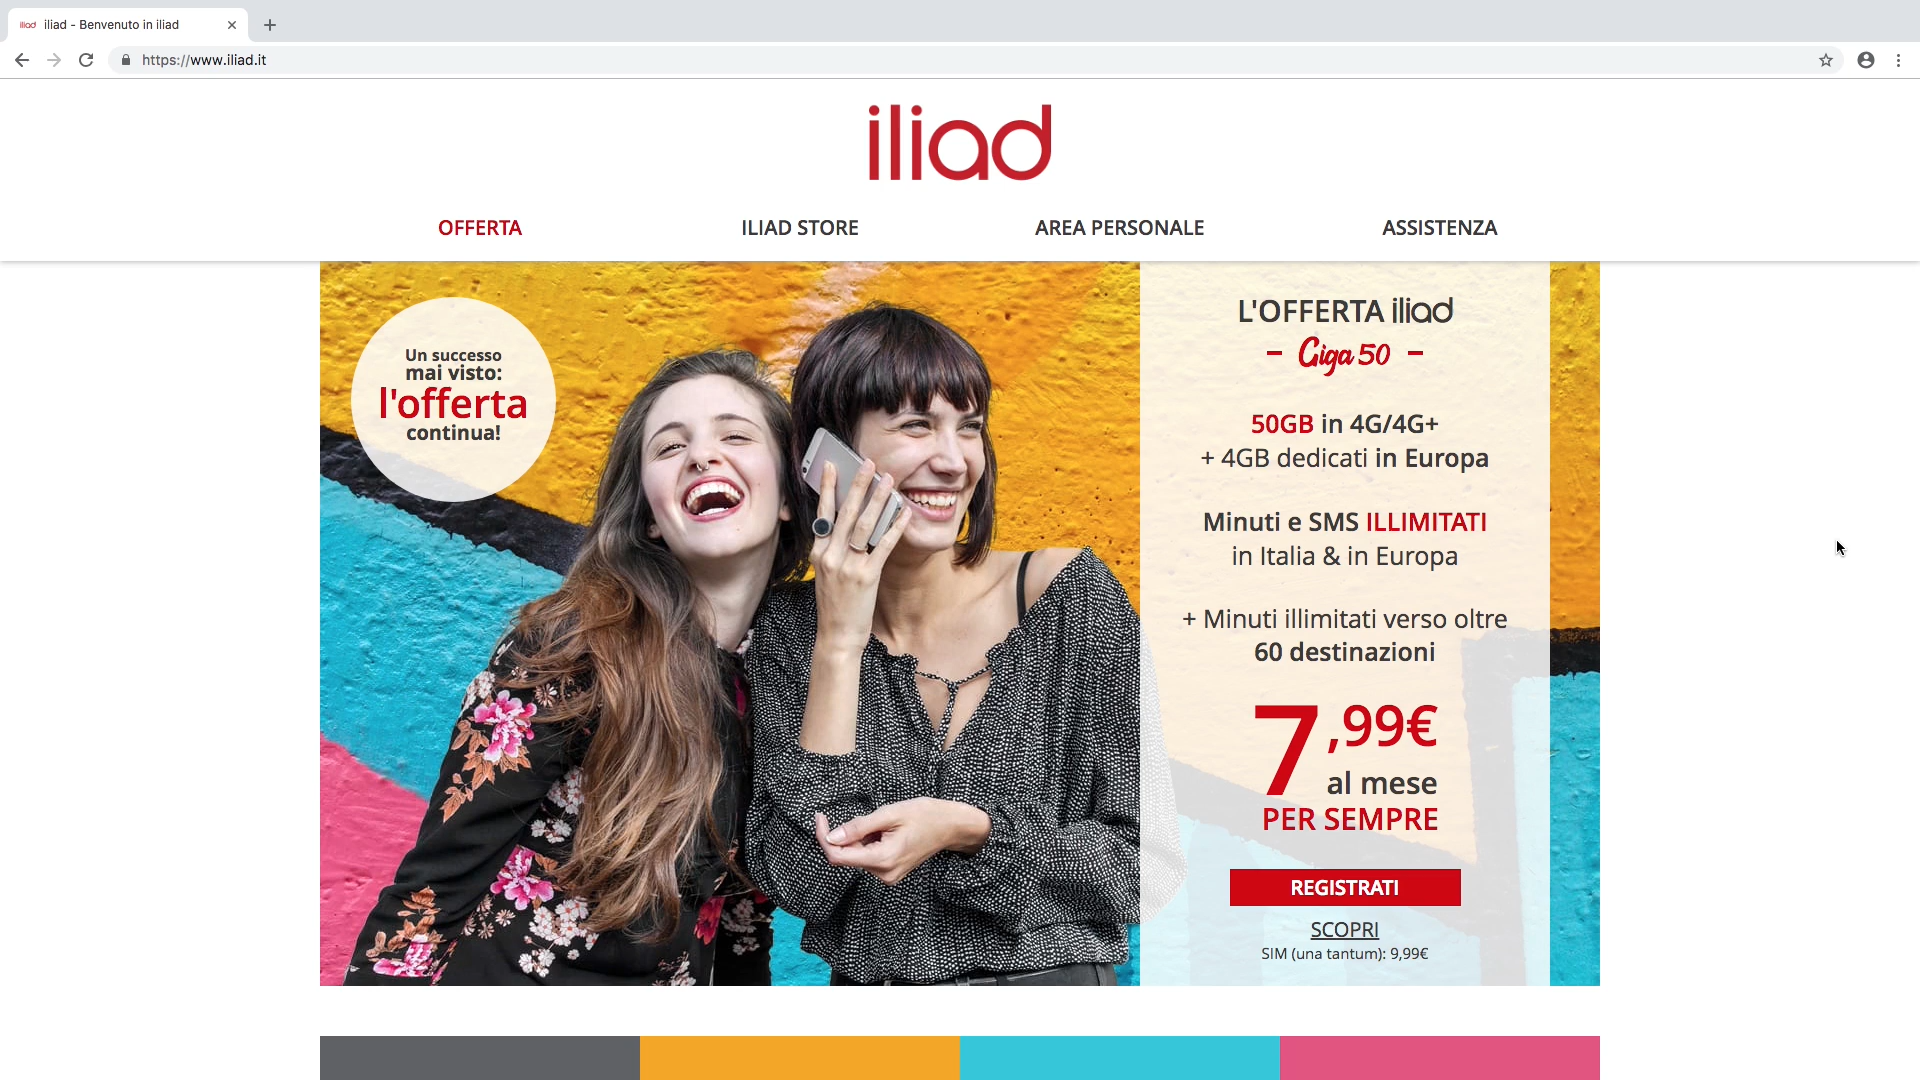 iliad iliad - Benvenuto in iliad
https://www.iliad.it
iliad
OFFERTA
ILIAD STORE
AREA PERSONALE
ASSISTENZA
Un successo
mai visto:
l'offerta
continua!
L'OFFERTA iliad
- Giga 50 -
50GB in 4G/4G+
+ 4GB dedicati in Europa
Minuti e SMS ILLIMITATI
in Italia & in Europa
+ Minuti illimitati verso oltre
60 destinazioni
7,99€
al mese
PER SEMPRE
REGISTRATI
SCOPRI
SIM (una tantum): 9,99€